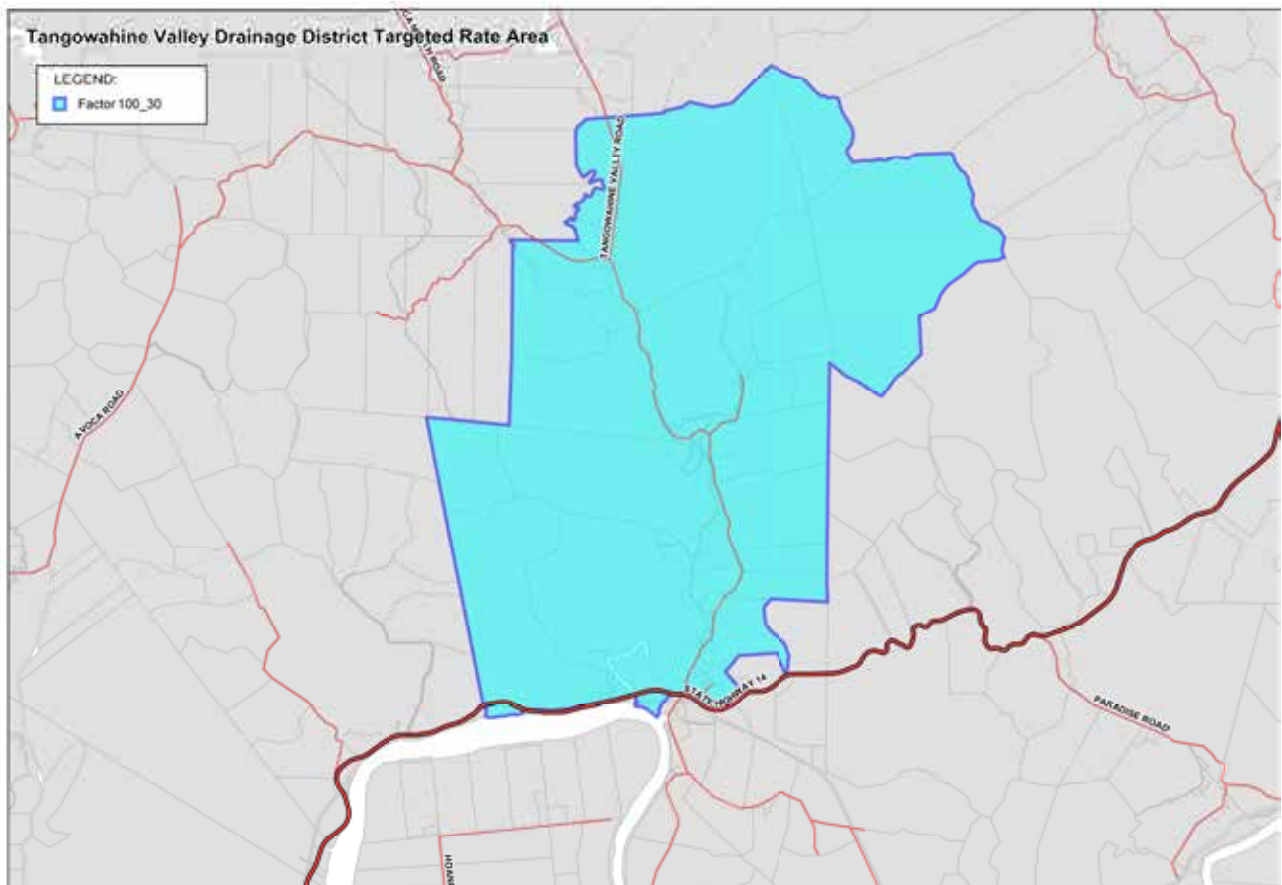 Tangowahine Valley Drainage District Targeted Rate Area
LEGEND:
Factor 100_30
ROAD
TANGOWAHINE VALLEY ROAD
AVOCA ROAD
STATE HIGHWAY 14
PARADISE ROAD